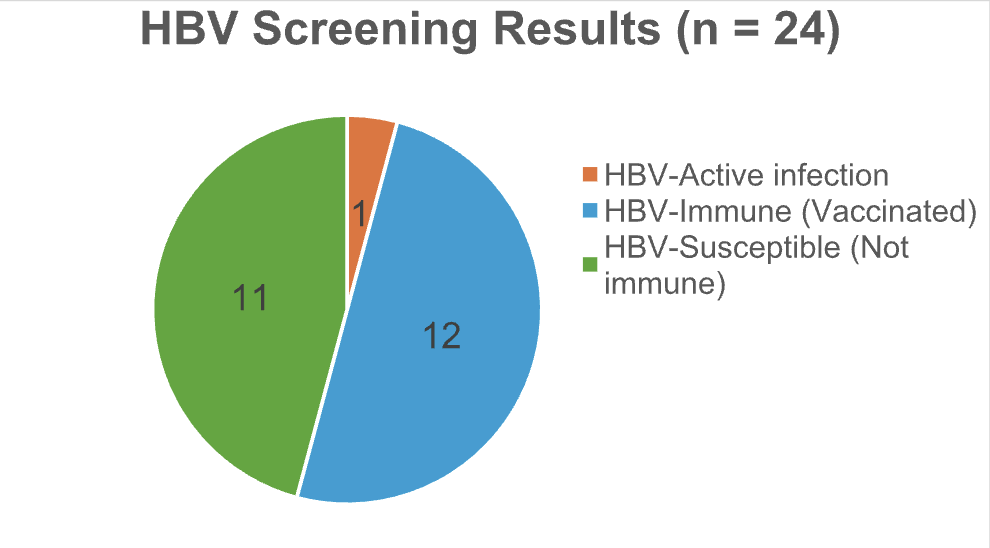 HBV Screening Results (n = 24)
1
11
12
HBV-Active infection
HBV-Immune (Vaccinated)
HBV-Susceptible (Not
immune)